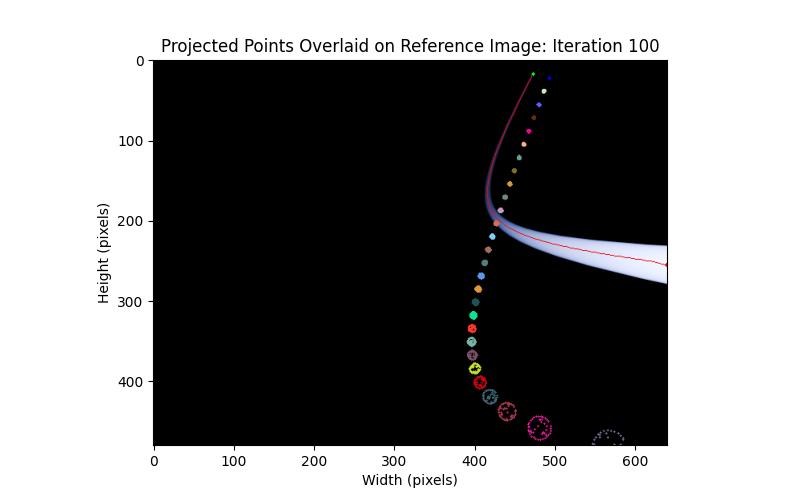 Projected Points Overlaid on Reference Image: Iteration 100
0
100
200
300
400
Height (pixels)
0 100 200 300 400 500 600
Width (pixels)